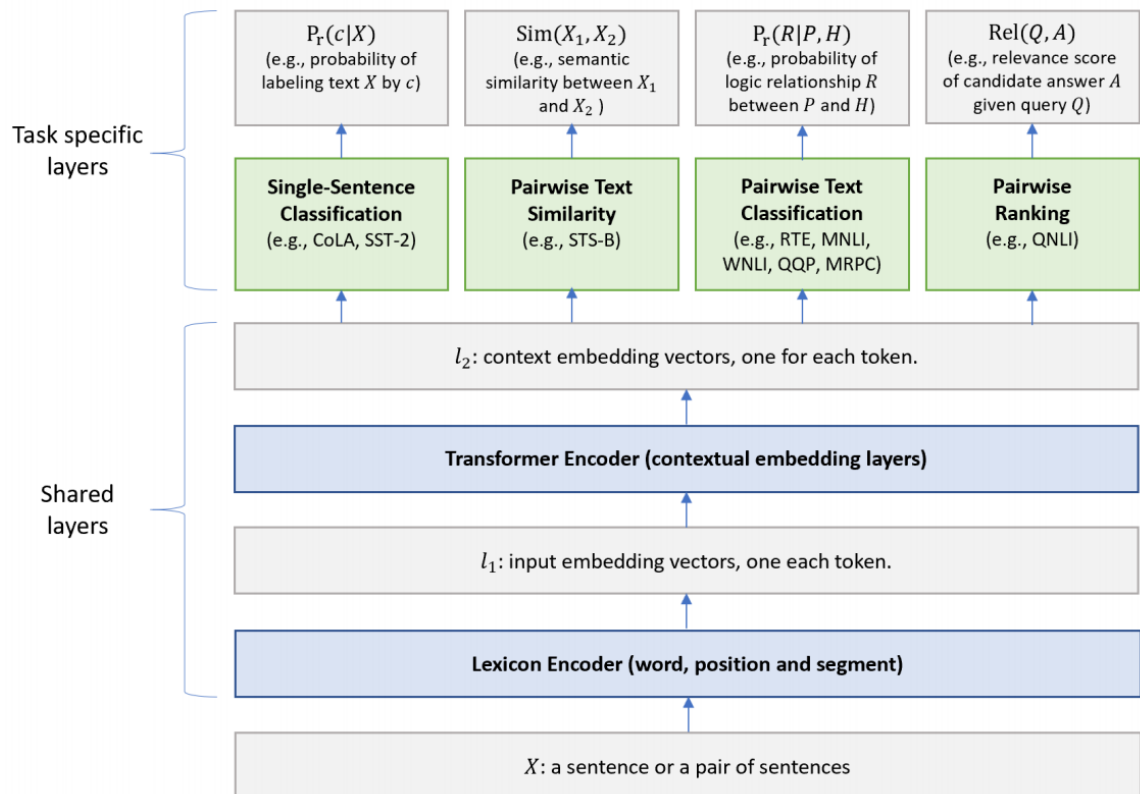 Pr(c|X)
(e.g., probability of
labeling text X by c)
Sim(X1, X2)
(e.g., semantic
similarity between X1
and X2 )
Pr(R|P, H)
(e.g., probability of
logic relationship R
between P and H)
Rel(Q, A)
(e.g., relevance score
of candidate answer A
given query Q)
Task specific
layers
Single-Sentence
Classification
(e.g., CoLA, SST-2)
Pairwise Text
Similarity
(e.g., STS-B)
Pairwise Text
Classification
(e.g., RTE, MNLI,
WNLI, QQP, MRPC)
Pairwise
Ranking
(e.g., QNLI)
l2: context embedding vectors, one for each token.
Transformer Encoder (contextual embedding layers)
Shared
layers
l1: input embedding vectors, one each token.
Lexicon Encoder (word, position and segment)
X: a sentence or a pair of sentences